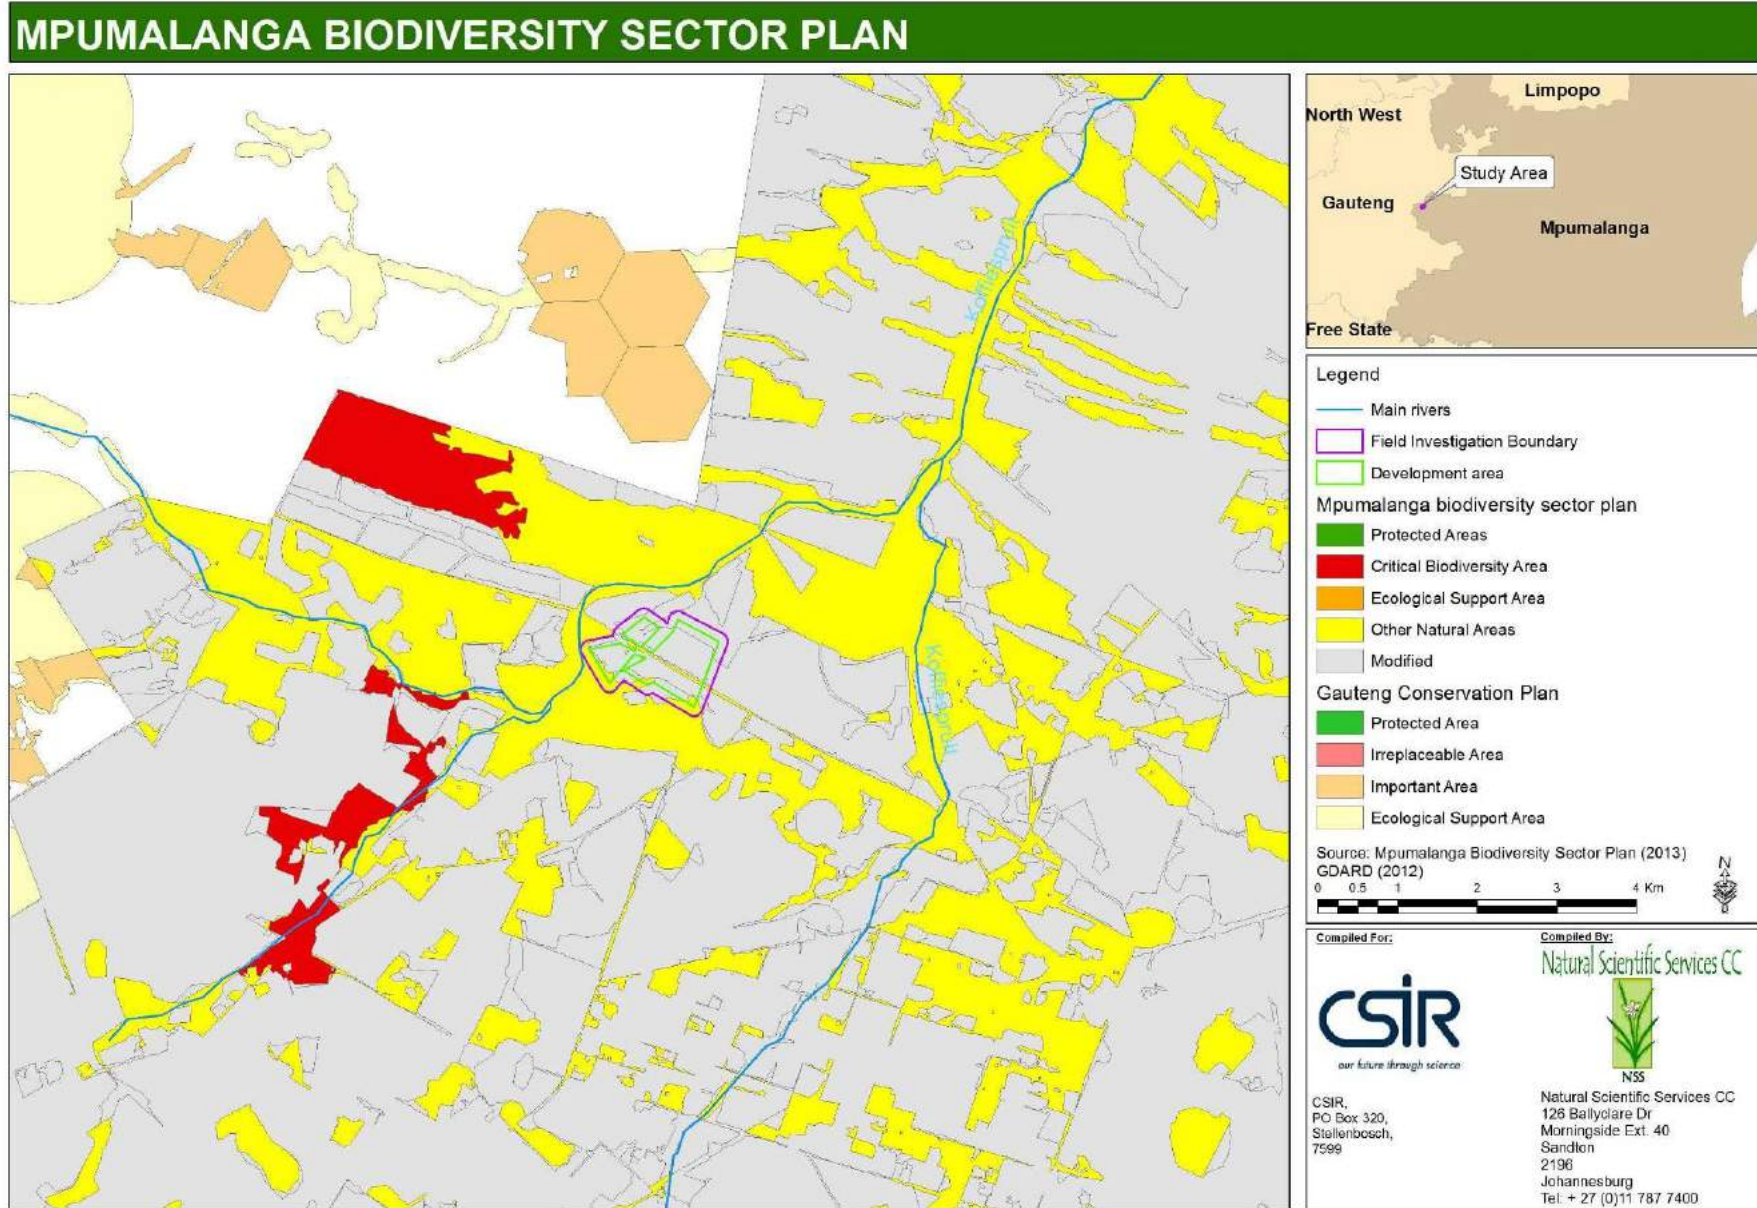 MPUMALANGA BIODIVERSITY SECTOR PLAN
Koffiespruit
Koffiespruit
Limpopo
North West
Study Area
Gauteng
Mpumalanga
Free State
Legend
Main rivers
Field Investigation Boundary
Development area
Mpumalanga biodiversity sector plan
Protected Areas
Critical Biodiversity Area
Ecological Support Area
Other Natural Areas
Modified
Gauteng Conservation Plan
Protected Area
Irreplaceable Area
Important Area
Ecological Support Area
Source: Mpumalanga Biodiversity Sector Plan (2013)
GDARD (2012)
0 0.5 1 2 3 4 Km
N
Compiled For:
CSIR
our future through science
CSIR,
PO Box 320,
Stellenbosch,
7599
Compiled By:
Natural Scientific Services CC
NSS
Natural Scientific Services CC
126 Ballyclare Dr
Morningside Ext. 40
Sandton
2196
Johannesburg
Tel: + 27 (0)11 787 7400